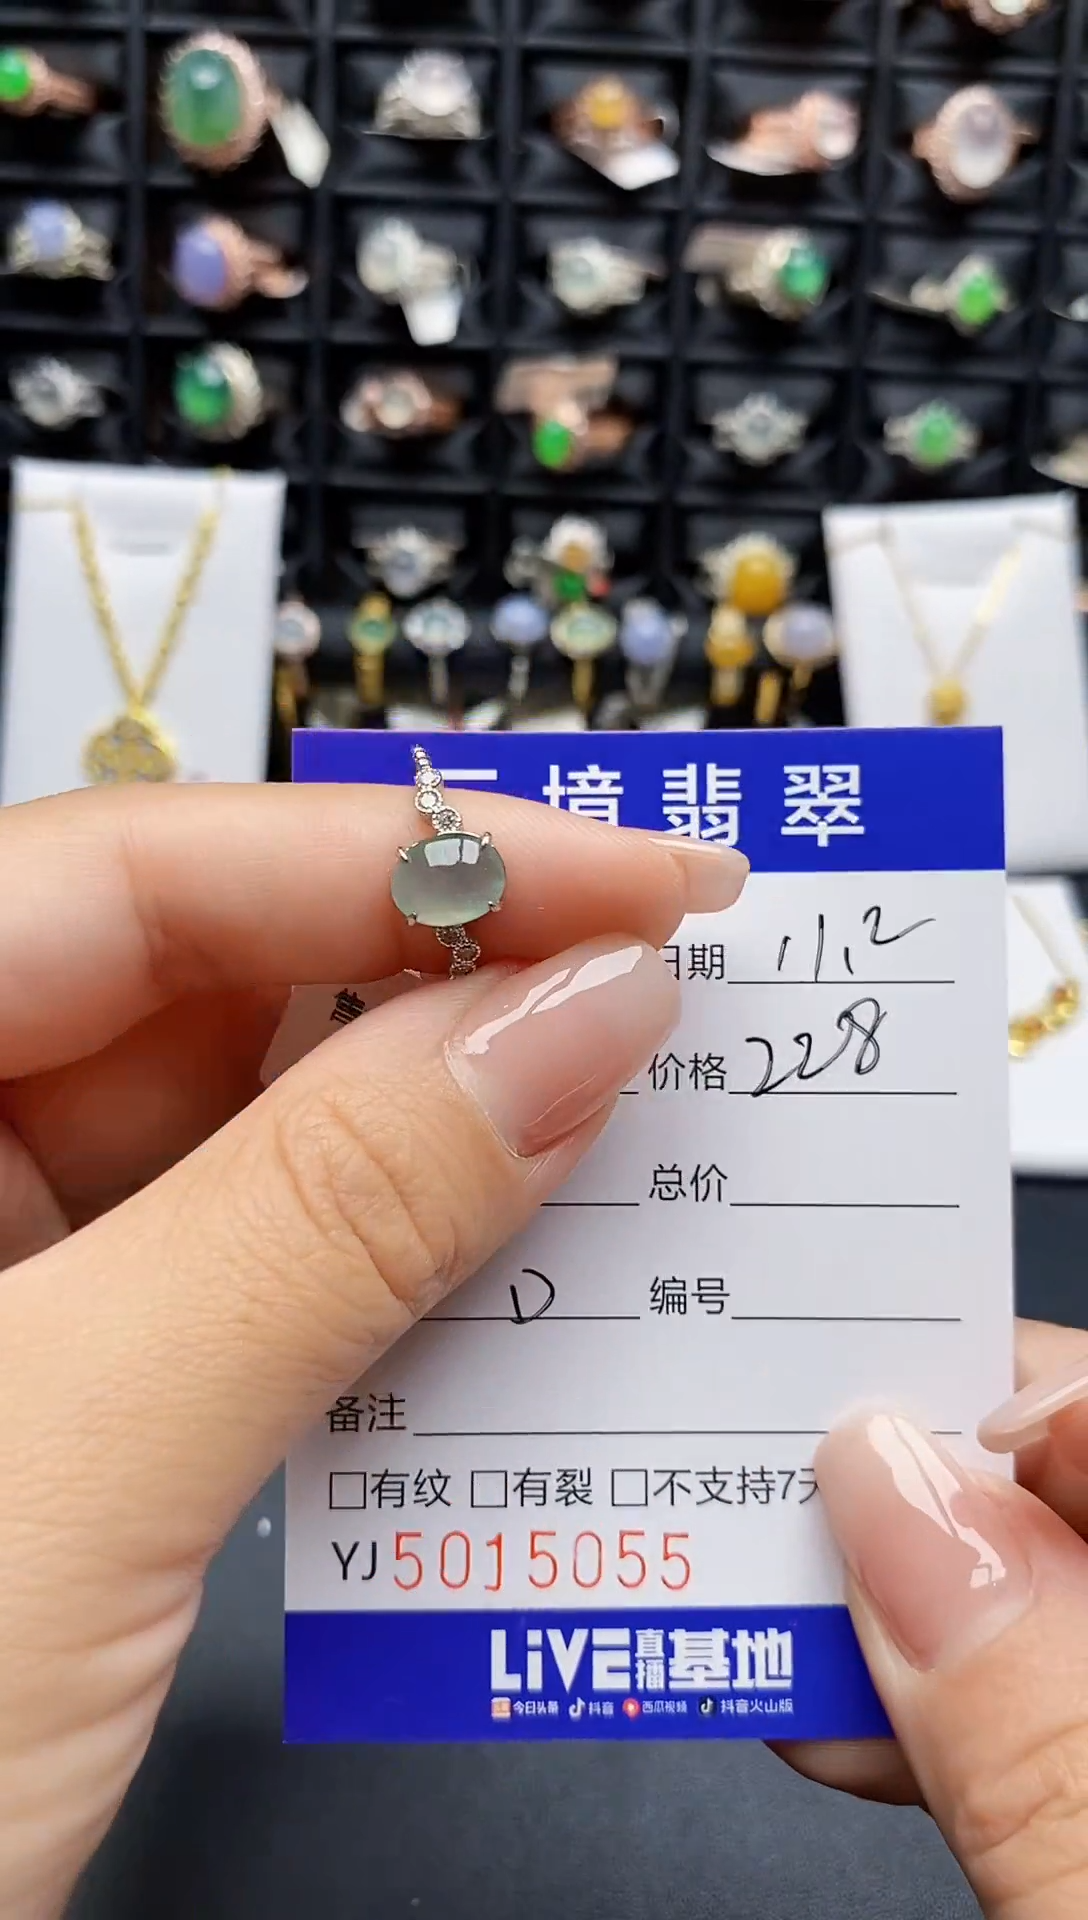 境翡翠
日期 11.2
价格 228
总价
D 编号
备注
□有纹 □有裂 □不支持7天
YJ 5015055
LiVE直播基地
今日头条 抖音 西瓜视频 抖音火山版